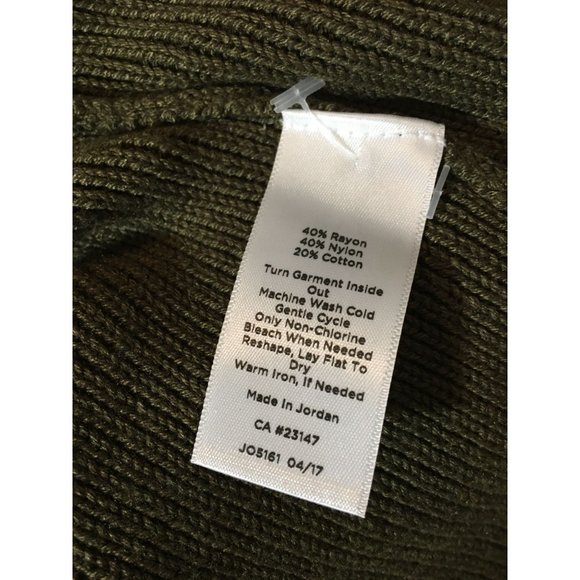 40% Rayon
40% Nylon
20% Cotton
Turn Garment Inside
Out
Machine Wash Cold
Gentle Cycle
Only Non-Chlorine
Bleach When Needed
Reshape, Lay Flat To
Dry
Warm Iron, If Needed
Made In Jordan
CA #23147
JO5161 04/17